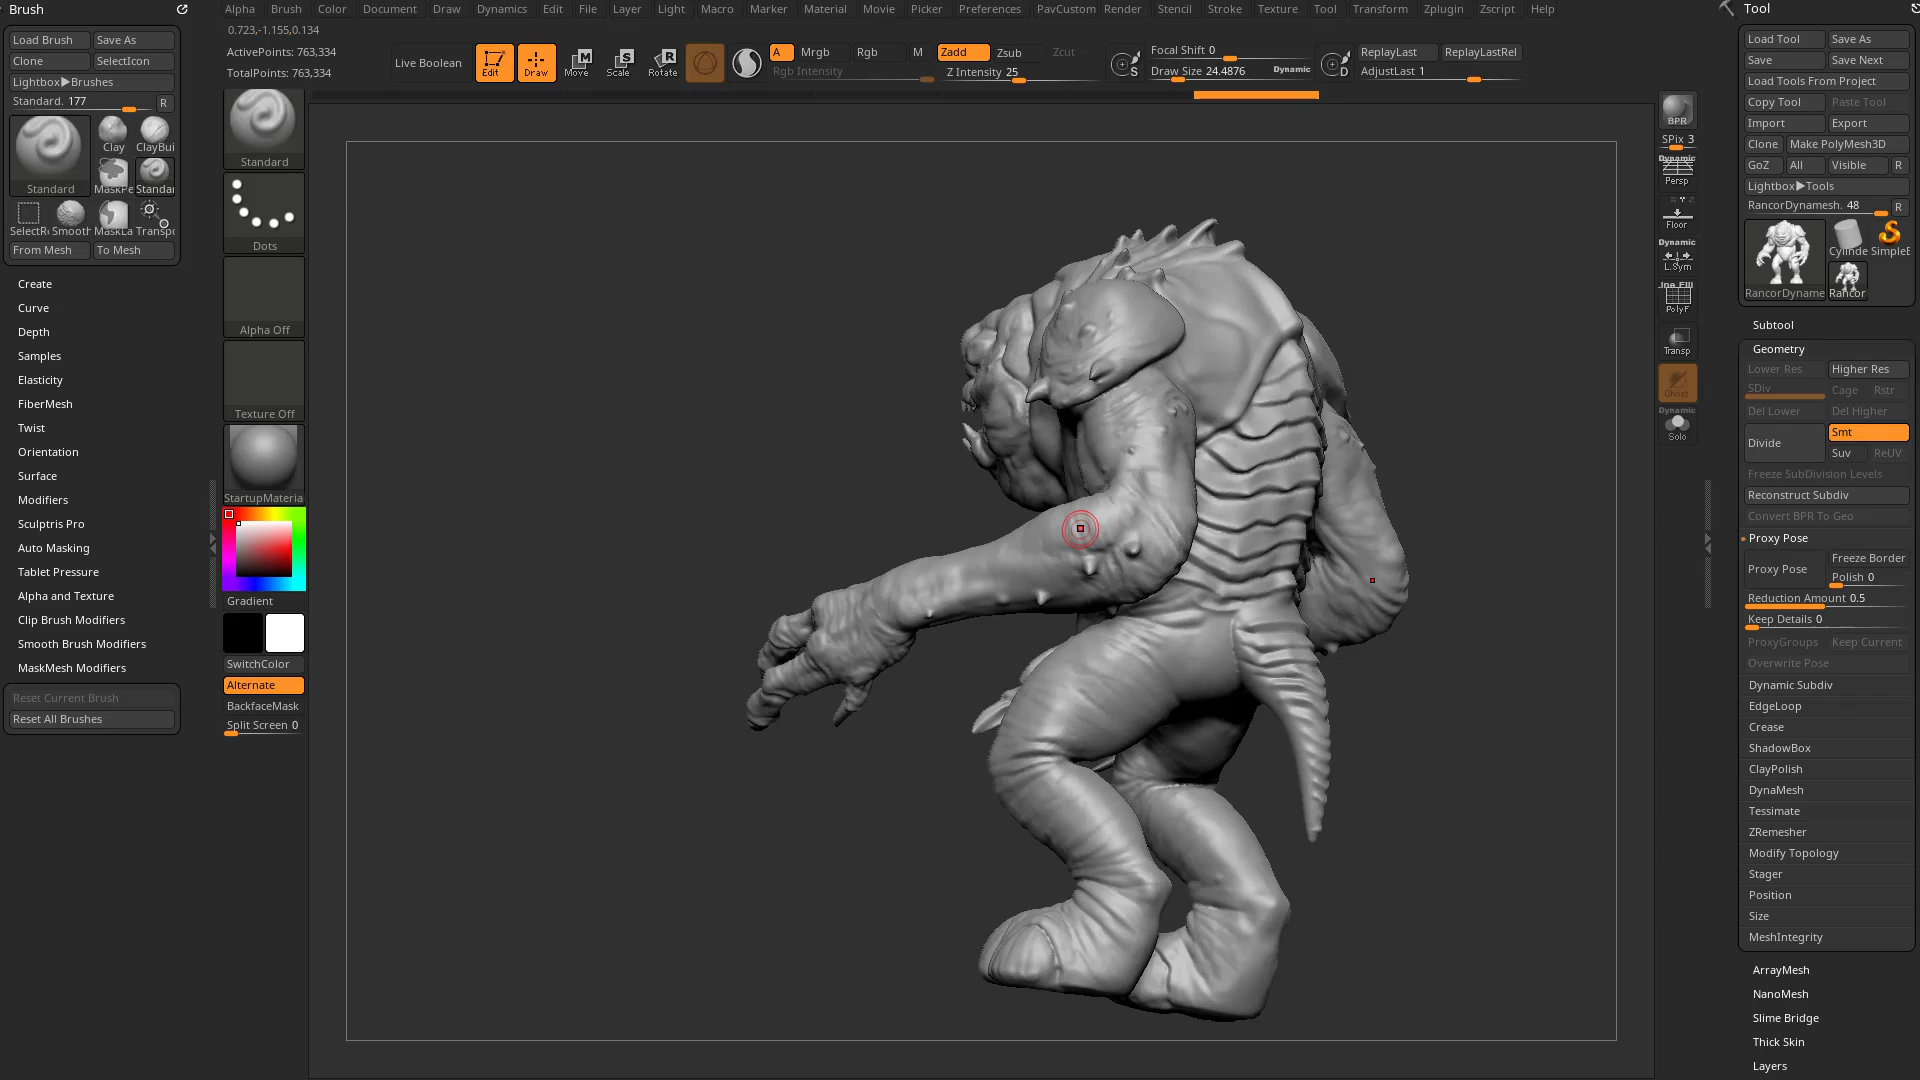 Brush
Alpha Brush Color Document Draw Dynamics Edit File Layer Light Macro Marker Material Movie Picker Preferences PavCustom Render Stencil Stroke Texture Tool Transform Zplugin Zscript Help
Tool
0.723,-1.155,0.134
ActivePoints: 763,334
TotalPoints: 763,334
Live Boolean
Edit
Draw
Move
Scale
Rotate
A Mrgb Rgb M
Rgb Intensity
Zadd Zsub Zcut
Z Intensity 25
Focal Shift 0
Draw Size 24.4876 Dynamic
ReplayLast ReplayLastRel
AdjustLast 1
Load Brush Save As
Clone SelectIcon
Lightbox▶Brushes
Standard. 177 R
Clay ClayBui
Standard MaskPe Standar
SelectR Smooth MaskLa Transpo
From Mesh To Mesh
Create
Curve
Depth
Samples
Elasticity
FiberMesh
Twist
Orientation
Surface
Modifiers
Sculptris Pro
Auto Masking
Tablet Pressure
Alpha and Texture
Clip Brush Modifiers
Smooth Brush Modifiers
MaskMesh Modifiers
Reset Current Brush
Reset All Brushes
Standard
Dots
Alpha Off
Texture Off
StartupMateria
Gradient
SwitchColor
Alternate
BackfaceMask
Split Screen 0
BPR
SPix 3
Dynamic
Persp
Floor
Dynamic
L.Sym
Line Fill
PolyF
Transp
Ghost
Dynamic
Solo
Load Tool Save As
Save Save Next
Load Tools From Project
Copy Tool Paste Tool
Import Export
Clone Make PolyMesh3D
GoZ All Visible R
Lightbox▶Tools
RancorDynamesh. 48 R
Cylinde SimpleE
RancorDyname Rancor
Subtool
Geometry
Lower Res Higher Res
SDiv Cage Rstr
Del Lower Del Higher
Divide Smt
Suv ReUV
Freeze SubDivision Levels
Reconstruct Subdiv
Convert BPR To Geo
Proxy Pose
Proxy Pose Freeze Border
Polish 0
Reduction Amount 0.5
Keep Details 0
ProxyGroups Keep Current
Overwrite Pose
Dynamic Subdiv
EdgeLoop
Crease
ShadowBox
ClayPolish
DynaMesh
Tessimate
ZRemesher
Modify Topology
Stager
Position
Size
MeshIntegrity
ArrayMesh
NanoMesh
Slime Bridge
Thick Skin
Layers